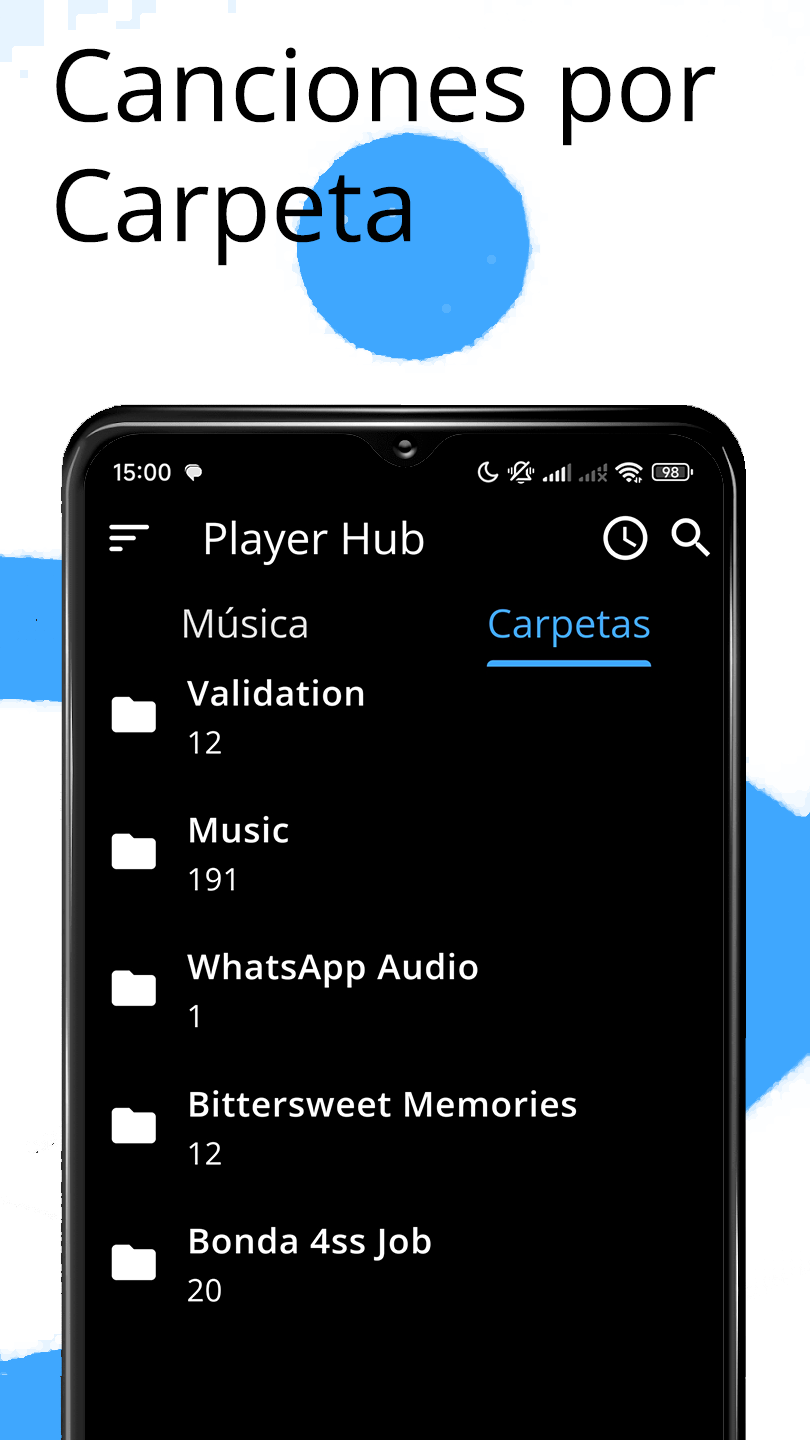 Canciones por
Carpeta
15:00
98
Player Hub
Música Carpetas
Validation
12
Music
191
WhatsApp Audio
1
Bittersweet Memories
12
Bonda 4ss Job
20